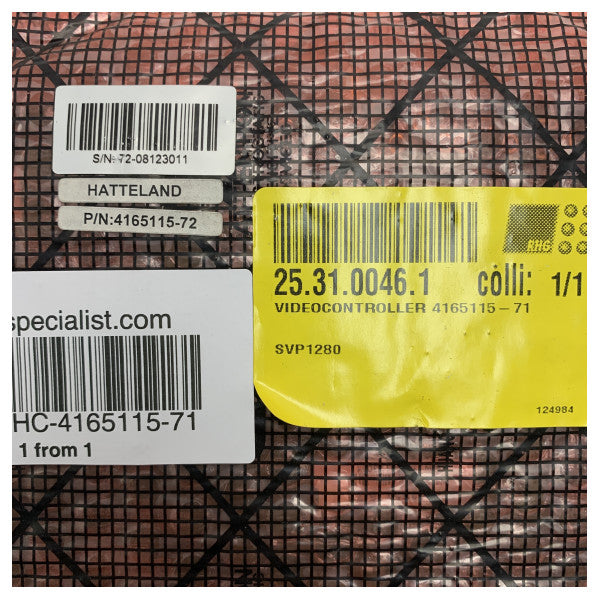 S/N: 72-08123011
HATTELAND
P/N:4165115-72
RHG
25.31.0046.1 colli: 1/1
VIDEOCONTROLLER 4165115-71
SVP1280
124984
specialist.com
HC-4165115-71
1 from 1